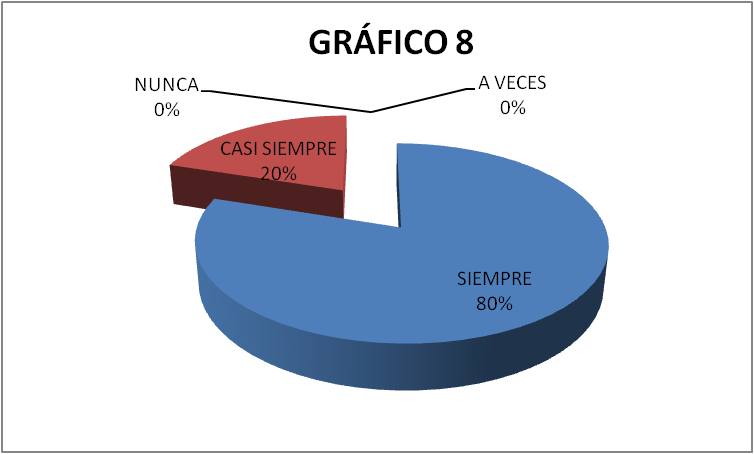 GRÁFICO 8
NUNCA
0%
A VECES
0%
CASI SIEMPRE
20%
SIEMPRE
80%